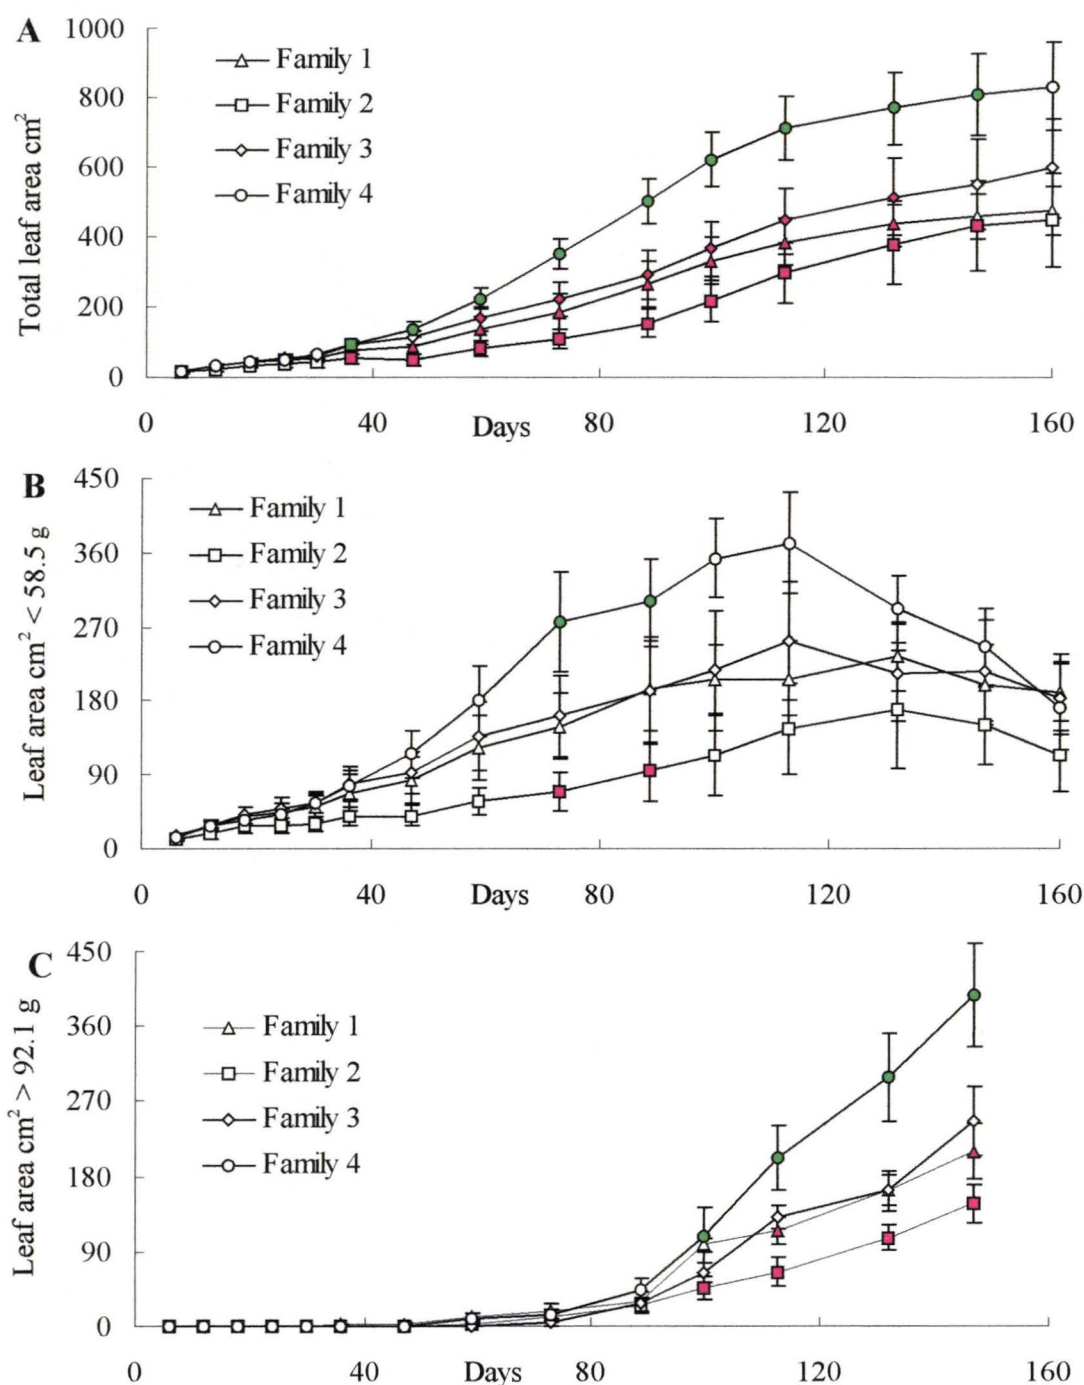 A
Total leaf area cm²
1000
800
600
400
200
0
Family 1
Family 2
Family 3
Family 4
0 40 Days 80 120 160
B
Leaf area cm² < 58.5 g
450
360
270
180
90
0
Family 1
Family 2
Family 3
Family 4
0 40 Days 80 120 160
C
Leaf area cm² > 92.1 g
450
360
270
180
90
0
Family 1
Family 2
Family 3
Family 4
0 40 Days 80 120 160